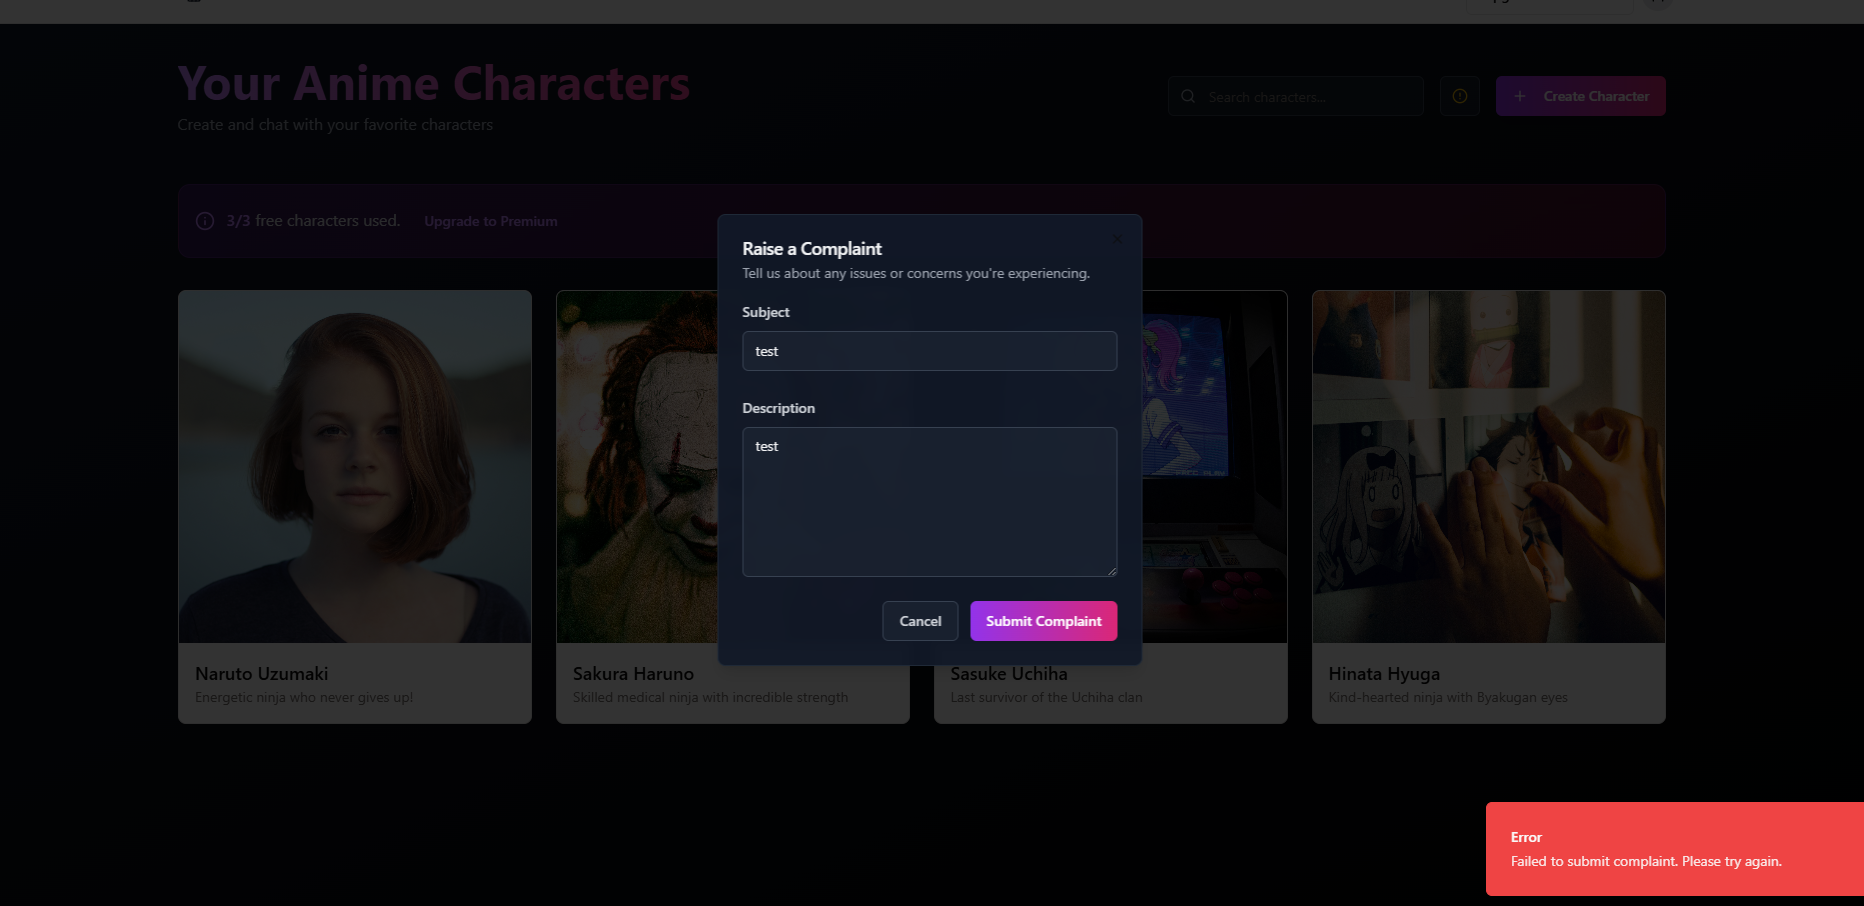 Your Anime Characters
Create and chat with your favorite characters
Search characters...
Create Character
3/3 free characters used.
Upgrade to Premium
Raise a Complaint
Tell us about any issues or concerns you're experiencing.
Subject
test
Description
test
Cancel
Submit Complaint
Naruto Uzumaki
Energetic ninja who never gives up!
Sakura Haruno
Skilled medical ninja with incredible strength
Sasuke Uchiha
Last survivor of the Uchiha clan
Hinata Hyuga
Kind-hearted ninja with Byakugan eyes
Error
Failed to submit complaint. Please try again.